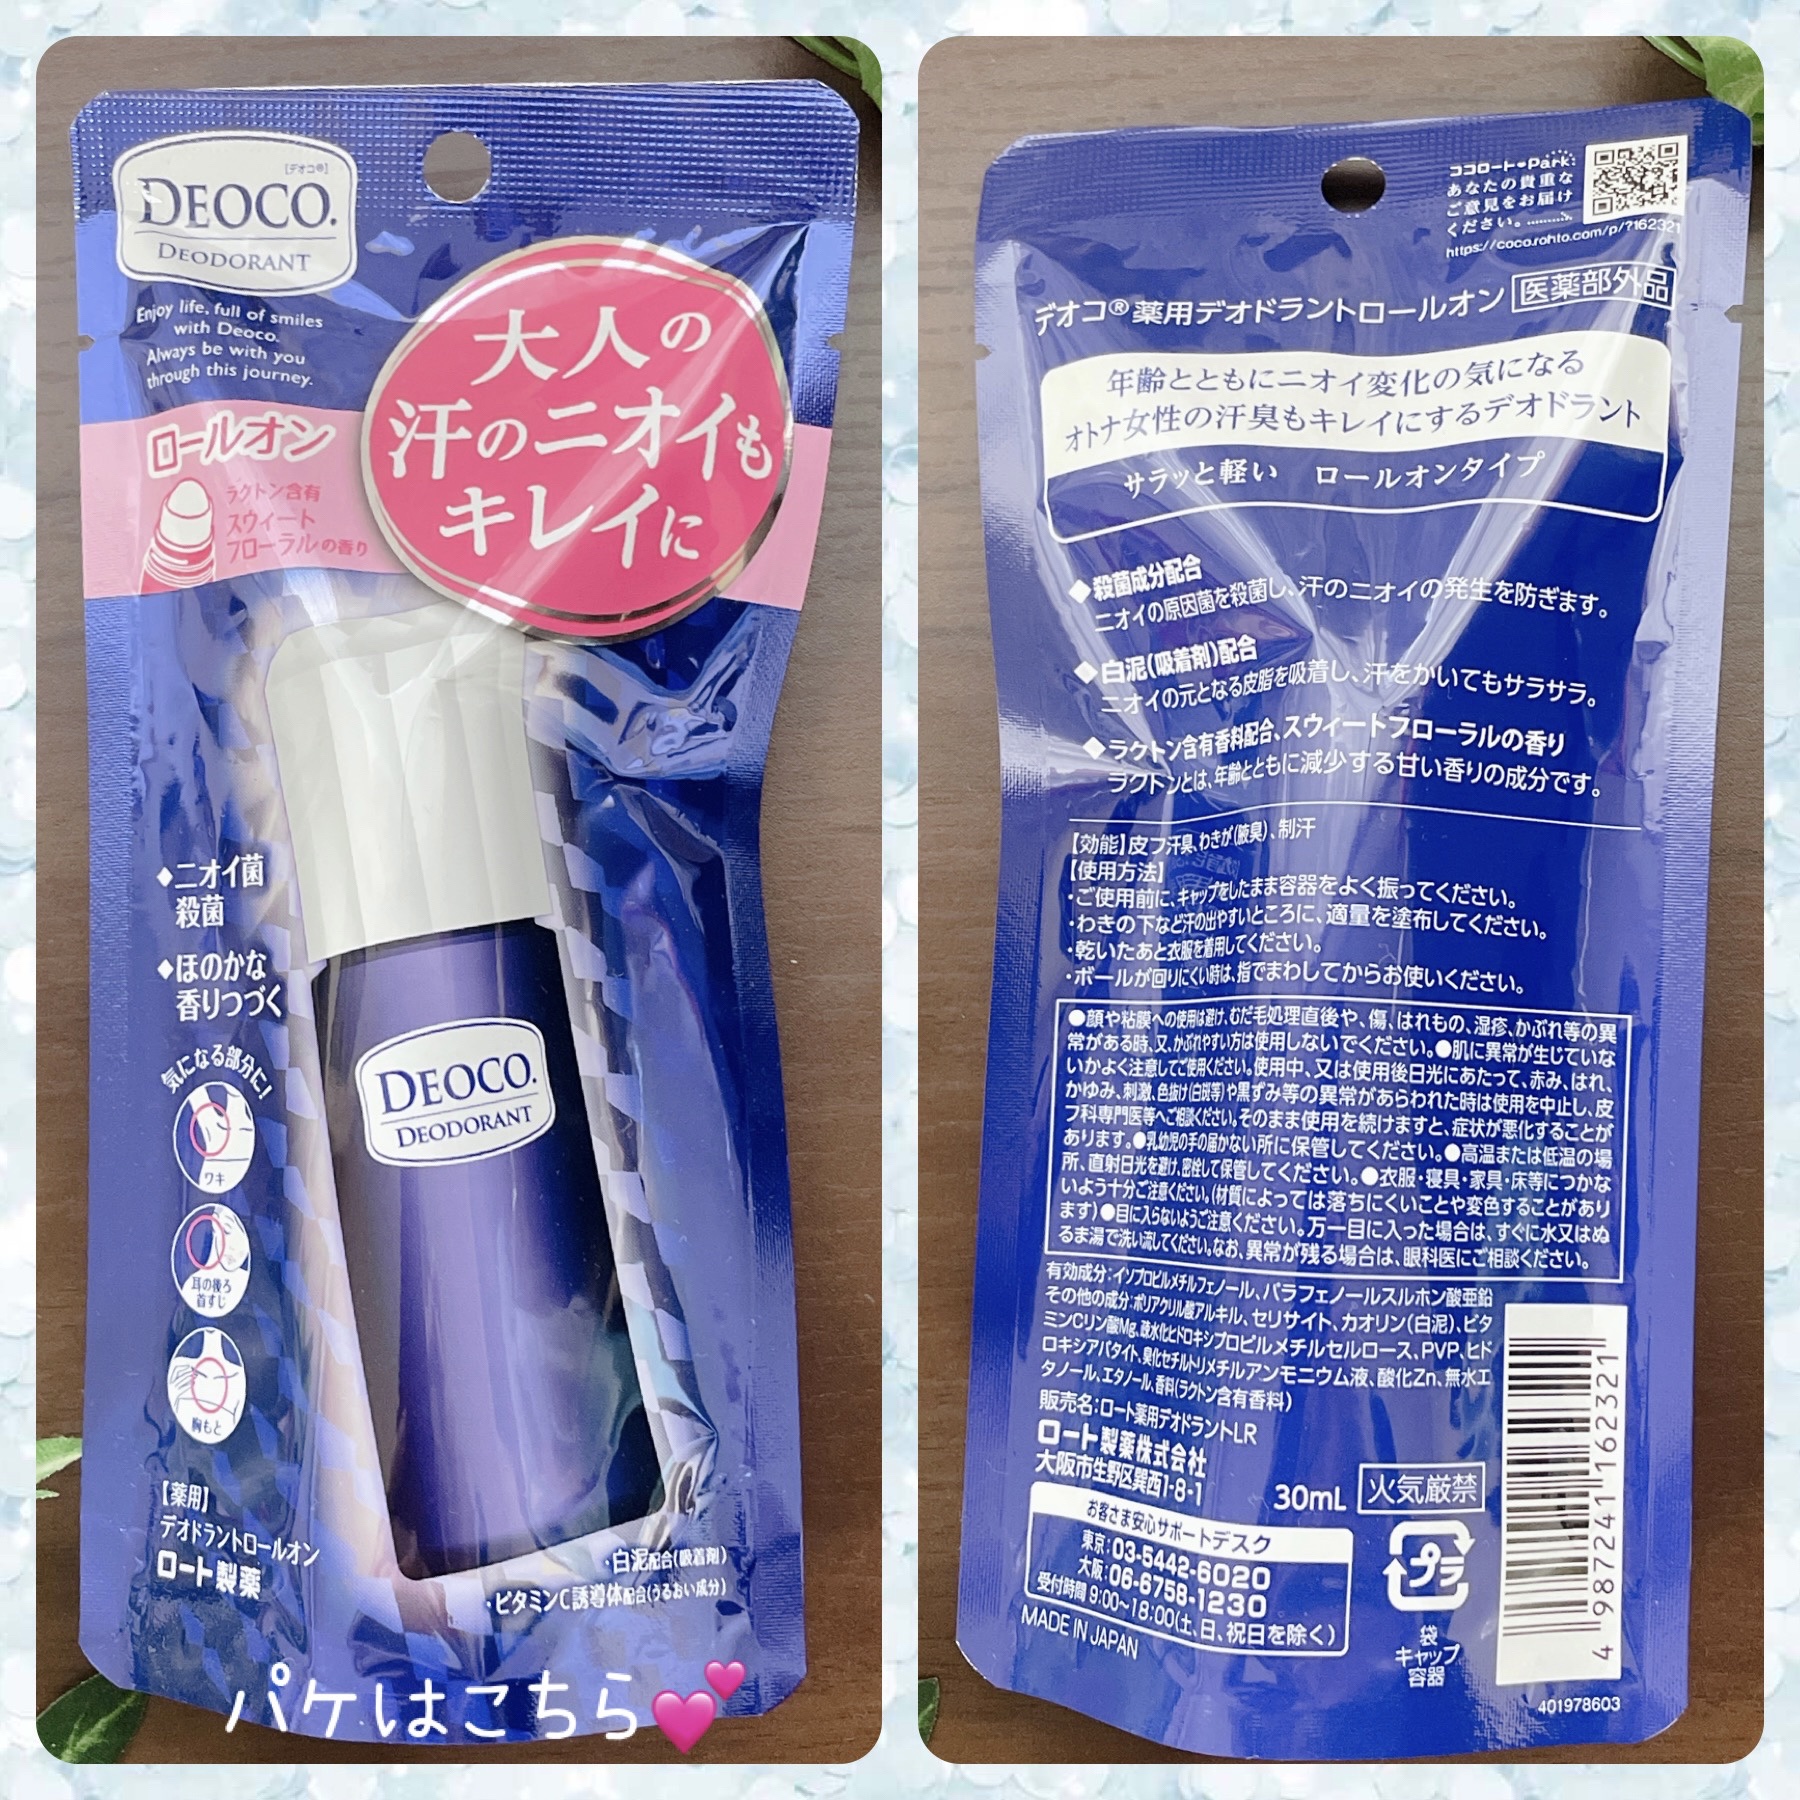 [デオコ®]
DEOCO.
DEODORANT
Enjoy life, full of smiles
with Deoco.
Always be with you
through this journey.
大人の
汗のニオイも
キレイに
ロールオン
ラクトン含有
スウィート
フローラルの香り
◆ニオイ菌
殺菌
◆ほのかな
香りつづく
気になる部分に!
ワキ
耳の後ろ
首すじ
胸もと
DEOCO.
DEODORANT
【薬用】
デオドラントロールオン
ロート製薬
・白泥配合(吸着剤)
・ビタミンC誘導体配合(うるおい成分)
パケはこちら💕
ココロート Park
あなたの貴重な
ご意見をお届け
ください。
https://coco.rohto.com/p/?162321
デオコ®薬用デオドラントロールオン 医薬部外品
年齢とともにニオイ変化の気になる
オトナ女性の汗臭もキレイにするデオドラント
サラッと軽い ロールオンタイプ
◆殺菌成分配合
ニオイの原因菌を殺菌し、汗のニオイの発生を防ぎます。
◆白泥(吸着剤)配合
ニオイの元となる皮脂を吸着し、汗をかいてもサラサラ。
◆ラクトン含有香料配合、スウィートフローラルの香り
ラクトンとは、年齢とともに減少する甘い香りの成分です。
【効能】皮フ汗臭、わきが(腋臭)、制汗
【使用方法】
・ご使用前に、キャップをしたまま容器をよく振ってください。
・わきの下など汗の出やすいところに、適量を塗布してください。
・乾いたあと衣服を着用してください。
・ボールが回りにくい時は、指でまわしてからお使いください。
●顔や粘膜への使用は避け、むだ毛処理直後や、傷、はれもの、湿疹、かぶれ等の異
常がある時、又、かぶれやすい方は使用しないでください。●肌に異常が生じていな
いかよく注意してご使用ください。使用中、又は使用後日光にあたって、赤み、はれ、
かゆみ、刺激、色抜け(白斑等)や黒ずみ等の異常があらわれた時は使用を中止し、皮
フ科専門医等へご相談ください。そのまま使用を続けますと、症状が悪化することが
あります。●乳幼児の手の届かない所に保管してください。●高温または低温の場
所、直射日光を避け、密栓して保管してください。●衣服・寝具・家具・床等につかな
いよう十分ご注意ください。(材質によっては落ちにくいことや変色することがあり
ます)●目に入らないようご注意ください。万一目に入った場合は、すぐに水又はぬ
るま湯で洗い流してください。なお、異常が残る場合は、眼科医にご相談ください。
有効成分:イソプロピルメチルフェノール、パラフェノールスルホン酸亜鉛
その他の成分:ポリアクリル酸アルキル、セリサイト、カオリン(白泥)、ビタ
ミンCリン酸Mg、疎水化ヒドロキシプロピルメチルセルロース、PVP、ヒド
ロキシアパタイト、臭化セチルトリメチルアンモニウム液、酸化Zn、無水エ
タノール、エタノール、香料(ラクトン含有香料)
販売名:ロート薬用デオドラントLR
ロート製薬株式会社
大阪市生野区巽西1-8-1
30mL 火気厳禁
お客さま安心サポートデスク
東京:03-5442-6020
大阪:06-6758-1230
受付時間 9:00~18:00(土、日、祝日を除く)
MADE IN JAPAN
プラ
袋
キャップ
容器
4 987241 162321
401978603